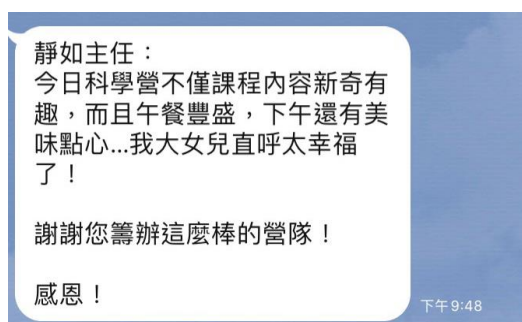 靜如主任：
今日科學營不僅課程內容新奇有
趣，而且午餐豐盛，下午還有美
味點心...我大女兒直呼太幸福
了！
謝謝您籌辦這麼棒的營隊！
感恩！
下午9:48